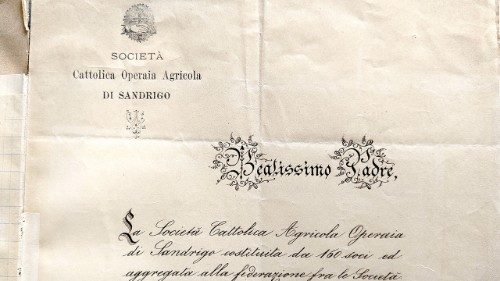 SOCIETÀ
Cattolica Operaia Agricola
DI SANDRIGO
Beatissimo Padre,
La Società Cattolica Agricola Operaia
di Sandrigo costituita da 160 soci ed
aggregata alla federazione fra le Società